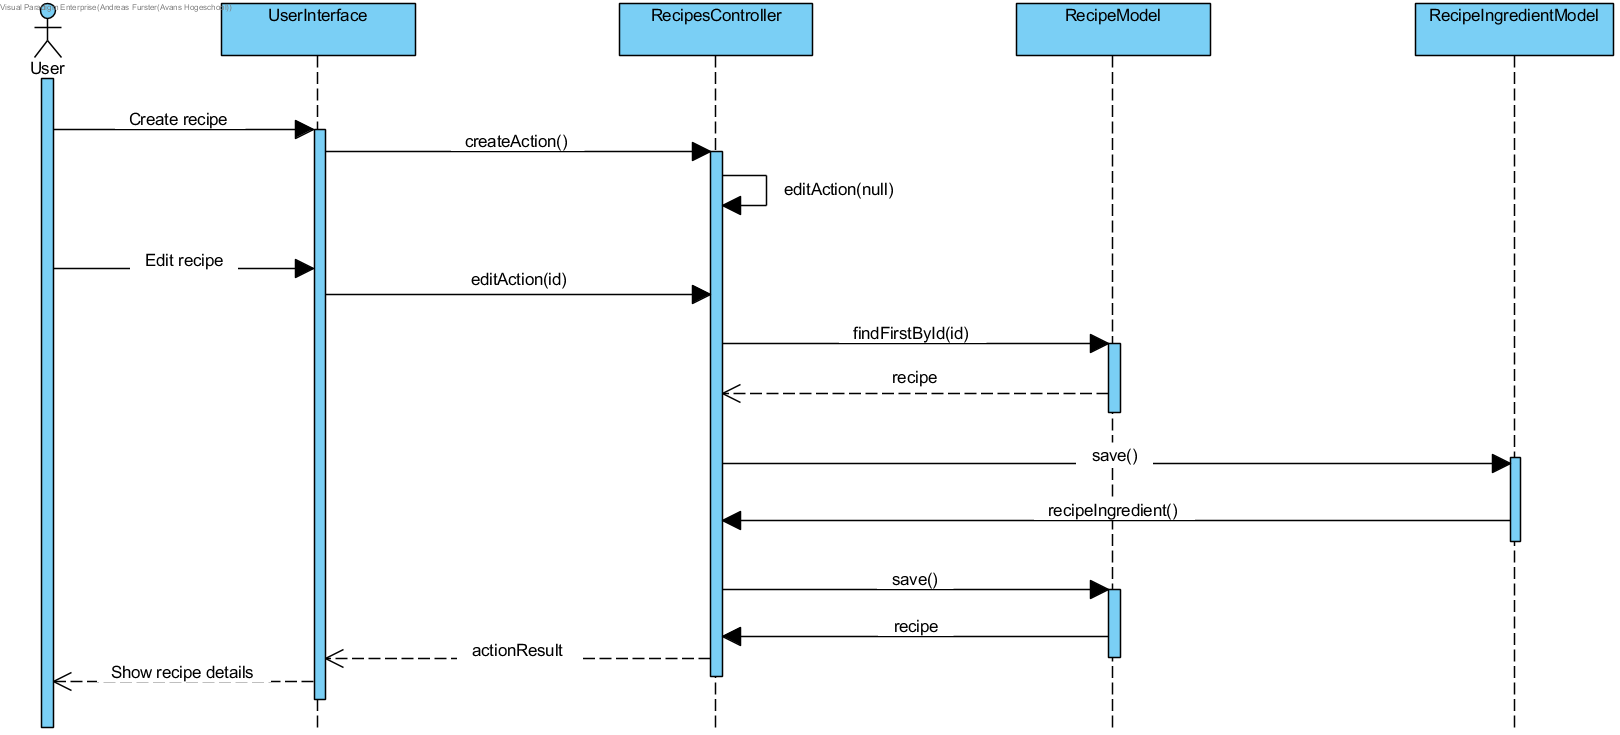 Visual Paradigm Enterprise(Andreas Furster(Avans Hogeschool))
User
UserInterface
RecipesController
RecipeModel
RecipeIngredientModel
Create recipe
createAction()
editAction(null)
Edit recipe
editAction(id)
findFirstById(id)
recipe
save()
recipeIngredient()
save()
recipe
actionResult
Show recipe details